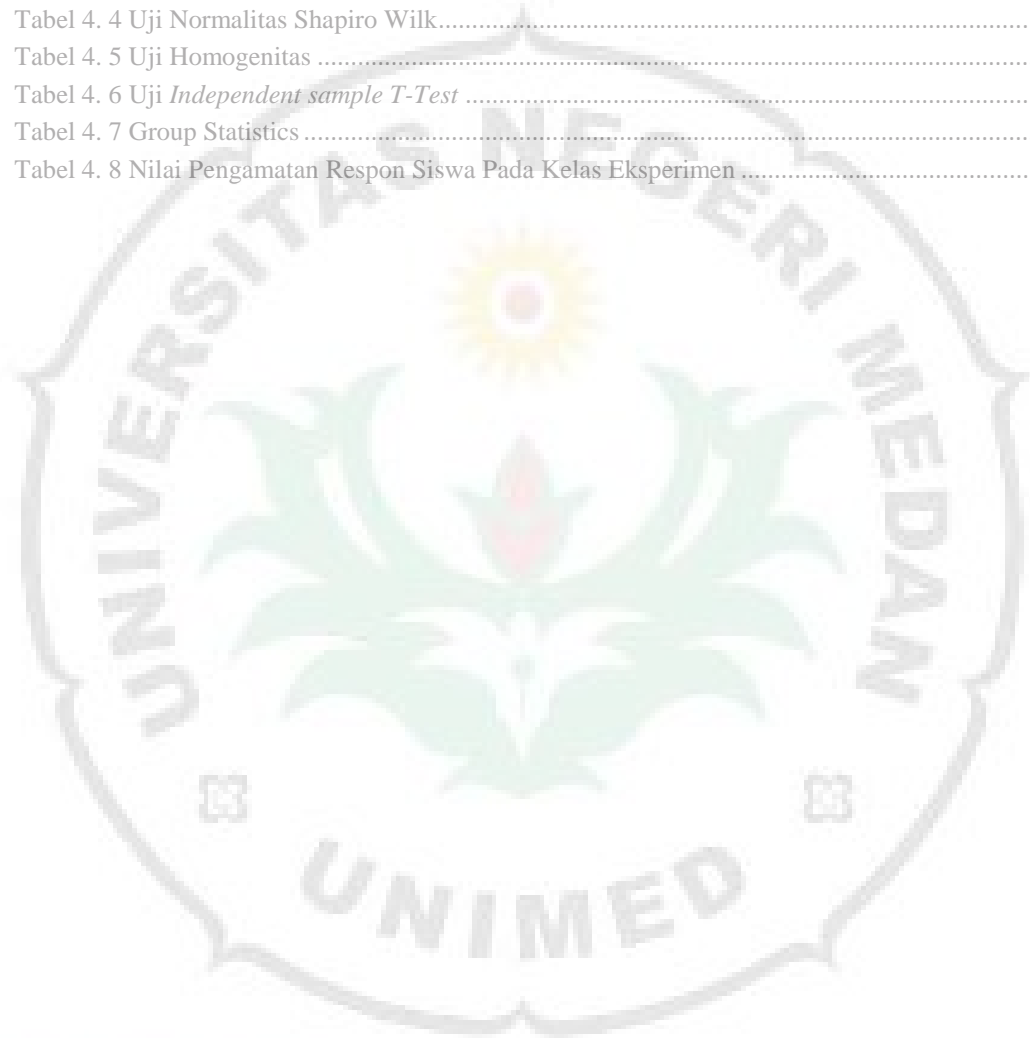 Tabel 4. 4 Uji Normalitas Shapiro Wilk....................................................................................................
Tabel 4. 5 Uji Homogenitas ....................................................................................................................
Tabel 4. 6 Uji Independent sample T-Test ..............................................................................................
Tabel 4. 7 Group Statistics ......................................................................................................................
Tabel 4. 8 Nilai Pengamatan Respon Siswa Pada Kelas Eksperimen ................................................
UNIVERSITAS NEGERI MEDAN
UNIMED